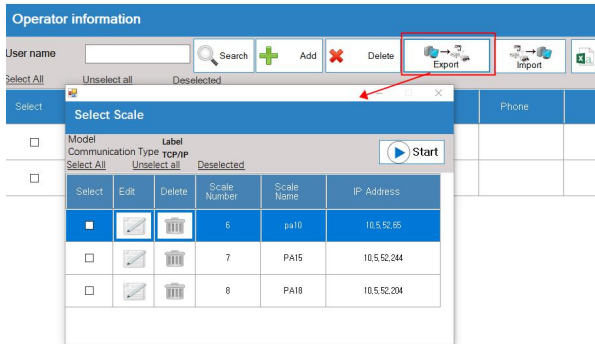 Operator information
User name Search Add Delete Export Import
Select All Unselect all Deselected
Select Phone
Select Scale
Model Label
Communication Type TCP/IP
Start
Select All Unselect all Deselected
Select Edit Delete Scale Number Scale Name IP Address
6 pa10 10,5,52,65
7 PA15 10,5,52,244
8 PA18 10,5,52,204